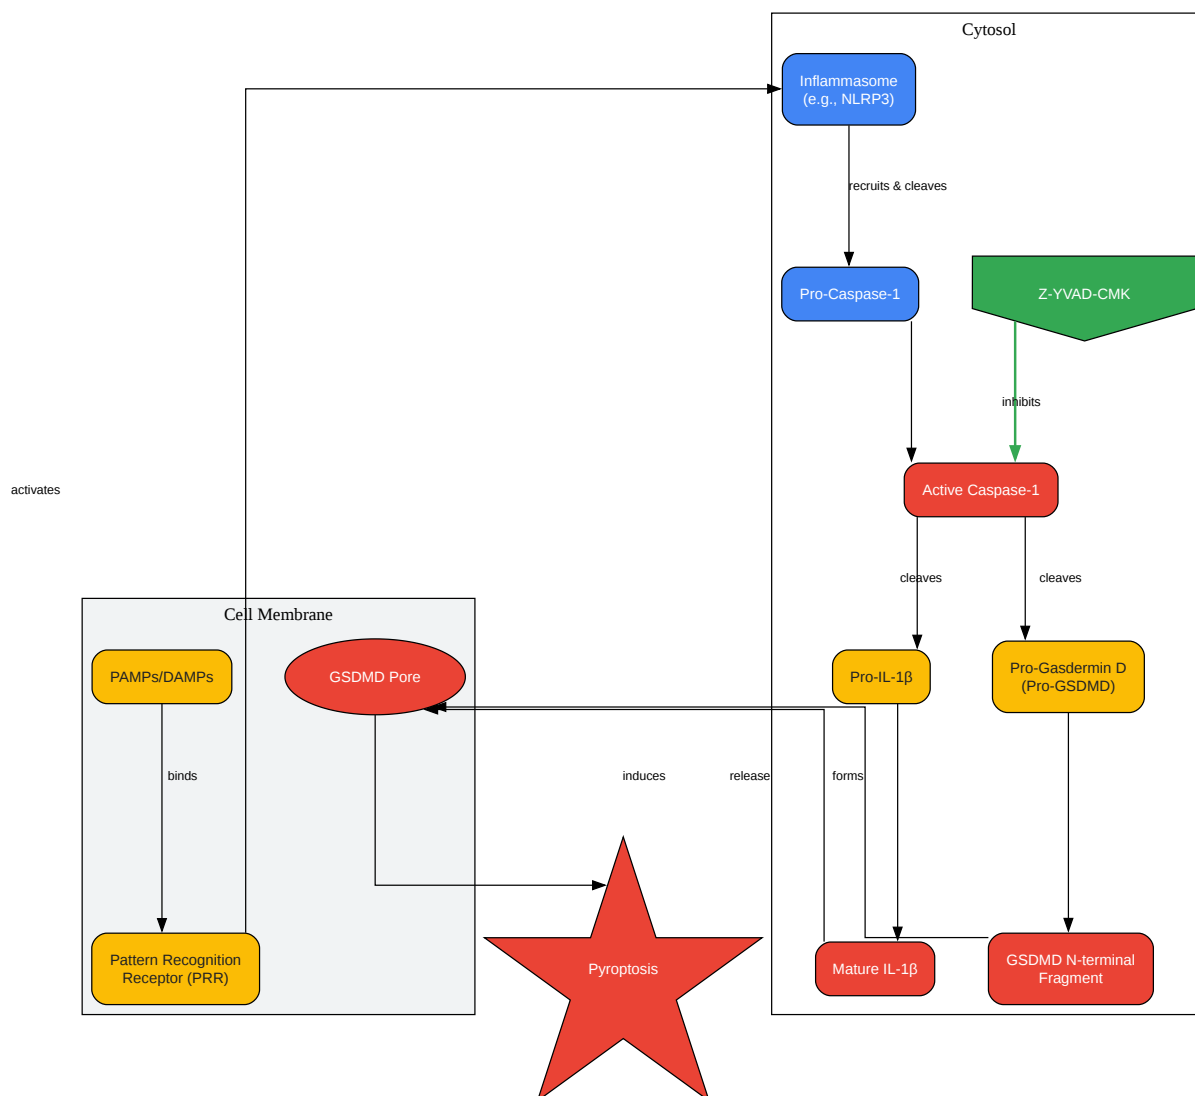 Cytosol
Inflammasome
(e.g., NLRP3)
recruits & cleaves
Pro-Caspase-1
Z-YVAD-CMK
inhibits
activates
Active Caspase-1
cleaves
cleaves
Cell Membrane
PAMPs/DAMPs
GSDMD Pore
Pro-IL-1β
Pro-Gasdermin D
(Pro-GSDMD)
binds
induces
release
forms
Pattern Recognition
Receptor (PRR)
Pyroptosis
Mature IL-1β
GSDMD N-terminal
Fragment